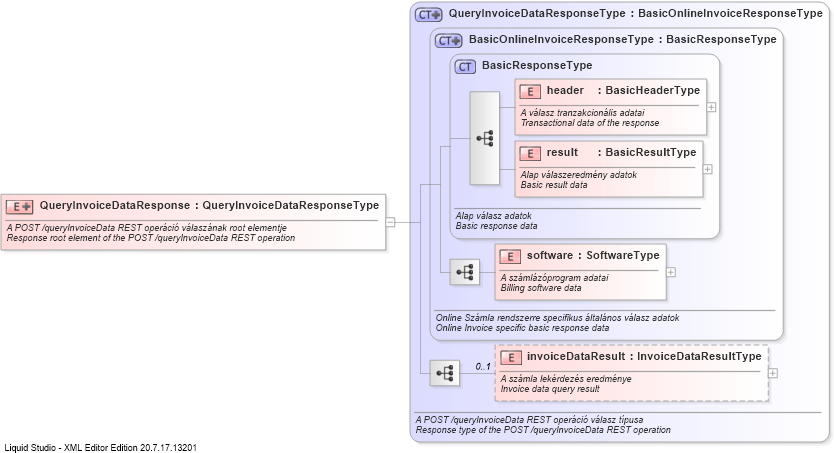 CT+ QueryInvoiceDataResponseType : BasicOnlineInvoiceResponseType
CT+ BasicOnlineInvoiceResponseType : BasicResponseType
CT BasicResponseType
E header : BasicHeaderType
A válasz tranzakcionális adatai
Transactional data of the response
E result : BasicResultType
Alap válaszeredmény adatok
Basic result data
Alap válasz adatok
Basic response data
E+ QueryInvoiceDataResponse : QueryInvoiceDataResponseType
A POST /queryInvoiceData REST operáció válaszának root elementje
Response root element of the POST /queryInvoiceData REST operation
E software : SoftwareType
A számlázóprogram adatai
Billing software data
Online Számla rendszerre specifikus általános válasz adatok
Online Invoice specific basic response data
0..1
E invoiceDataResult : InvoiceDataResultType
A számla lekérdezés eredménye
Invoice data query result
A POST /queryInvoiceData REST operáció válasz típusa
Response type of the POST /queryInvoiceData REST operation
Liquid Studio - XML Editor Edition 20.7.17.13201